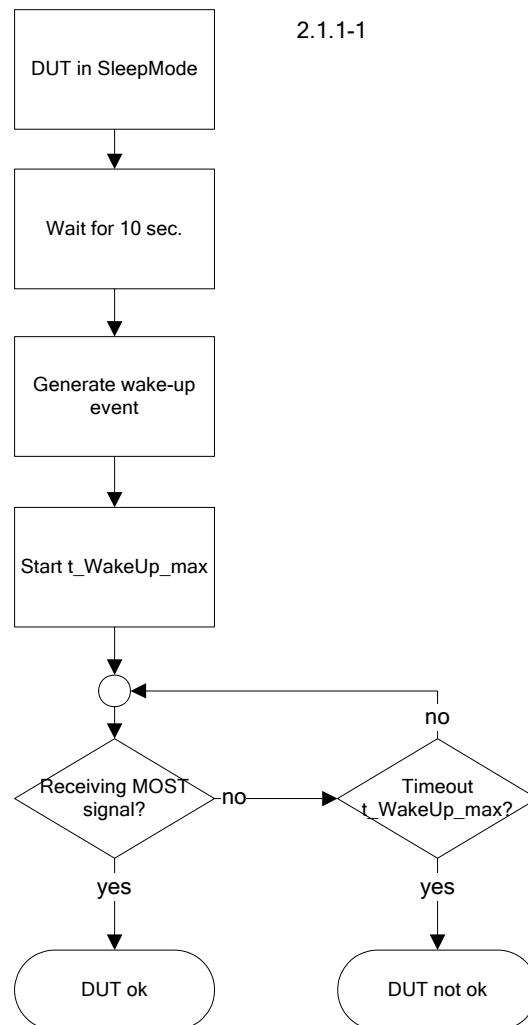 2.1.1-1
DUT in SleepMode
Wait for 10 sec.
Generate wake-up
event
Start t_WakeUp_max
no
Receiving MOST
signal?
no
Timeout
t_WakeUp_max?
yes
yes
DUT ok
DUT not ok